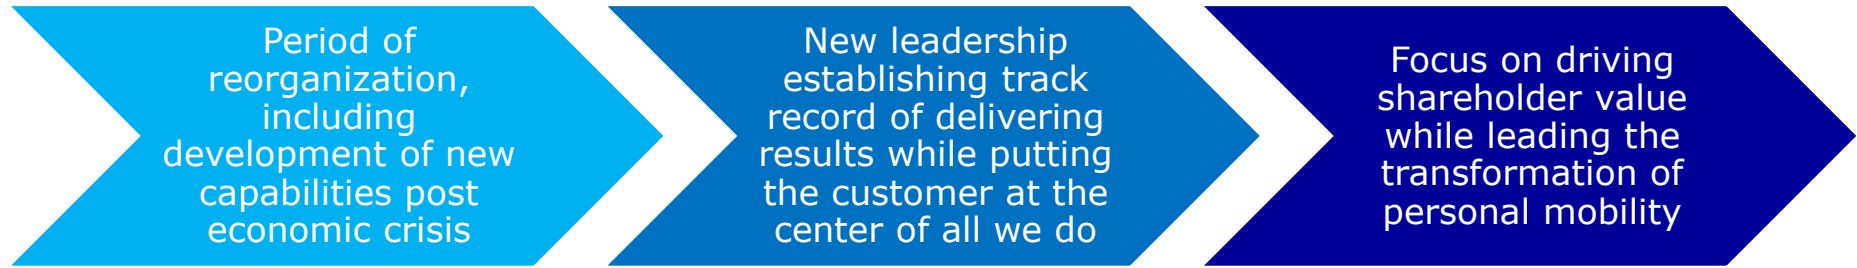 Period of
reorganization,
including
development of new
capabilities post
economic crisis
New leadership
establishing track
record of delivering
results while putting
the customer at the
center of all we do
Focus on driving
shareholder value
while leading the
transformation of
personal mobility